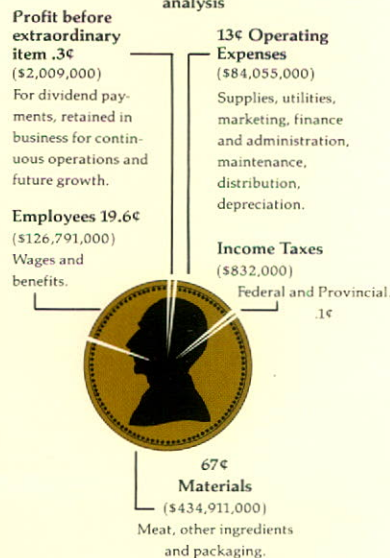 analysis
Profit before
extraordinary
item .3¢
($2,009,000)
For dividend pay-
ments, retained in
business for contin-
uous operations and
future growth.
Employees 19.6¢
($126,791,000)
Wages and
benefits.
13¢ Operating
Expenses
($84,055,000)
Supplies, utilities,
marketing, finance
and administration,
maintenance,
distribution,
depreciation.
Income Taxes
($832,000)
Federal and Provincial
.1¢
67¢
Materials
($434,911,000)
Meat, other ingredients
and packaging.